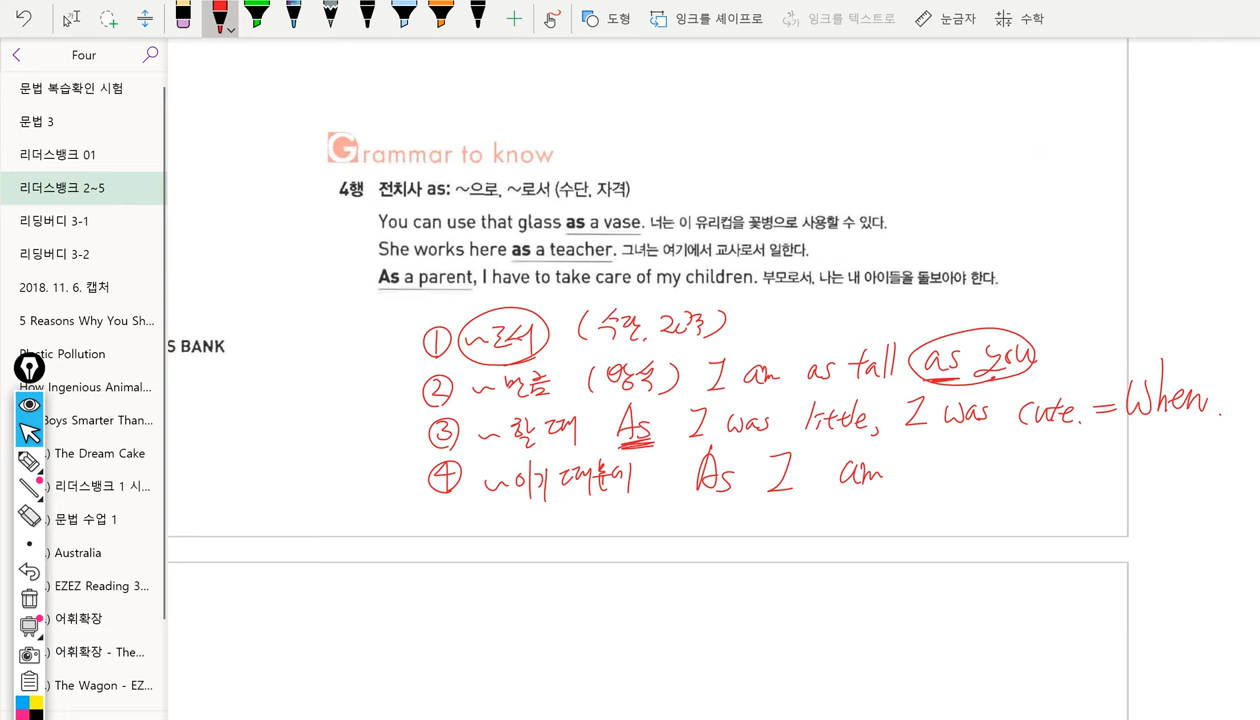 도형
잉크를 셰이프로
잉크를 텍스트로
눈금자
수학
Four
문법 복습확인 시험
문법 3
리더스뱅크 01
리더스뱅크 2~5
리딩버디 3-1
리딩버디 3-2
2018. 11. 6. 캡처
5 Reasons Why You Sh...
Plastic Pollution
How Ingenious Animal...
Boys Smarter Than...
.) The Dream Cake
.) 리더스뱅크 1 시...
.) 문법 수업 1
.) Australia
.) EZEZ Reading 3...
.) 어휘확장
.) 어휘확장 - The...
.) The Wagon - EZ...
Grammar to know
4행 전치사 as: ~으로, ~로서 (수단, 자격)
You can use that glass as a vase. 너는 이 유리컵을 꽃병으로 사용할 수 있다.
She works here as a teacher. 그녀는 여기에서 교사로서 일한다.
As a parent, I have to take care of my children. 부모로서, 나는 내 아이들을 돌보아야 한다.
S BANK
① ~로서 (수단, 자격)
② ~만큼 I am as tall as you
③ ~할 때 As I was little, I was cute. = When.
④ ~이기 때문에 As I am